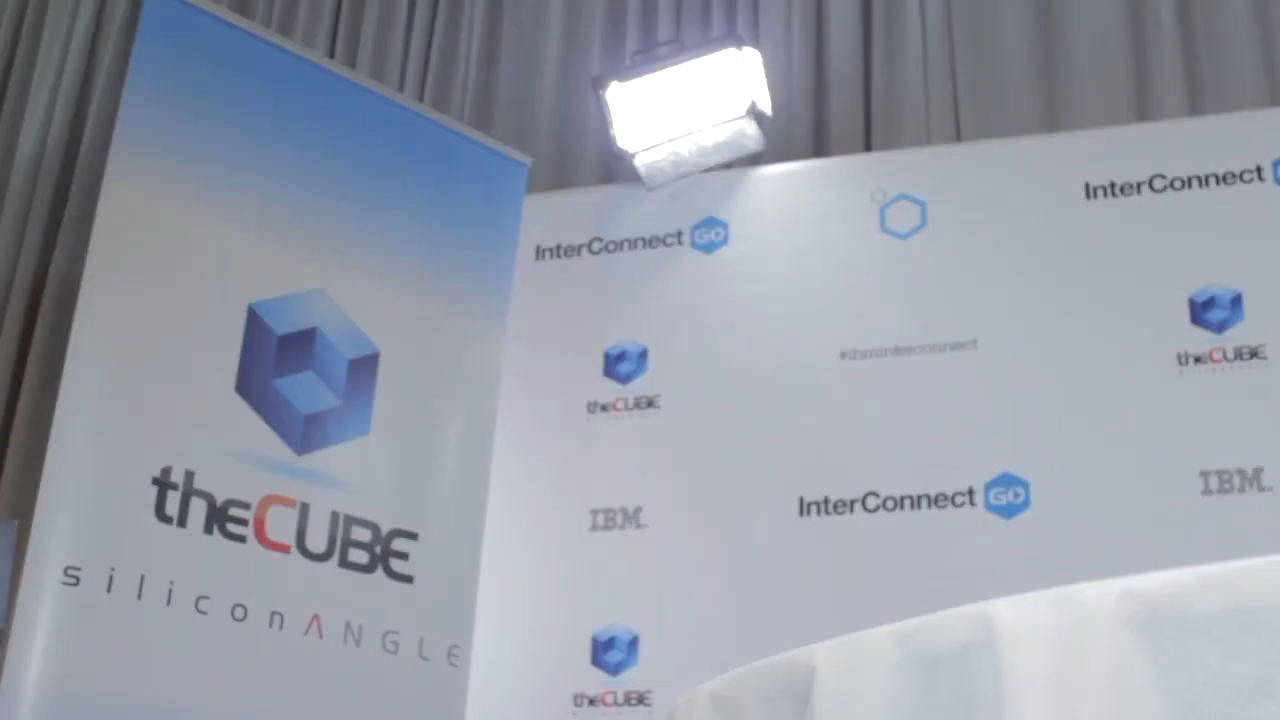 theCUBE
siliconANGLE
InterConnect GO
InterConnect
theCUBE
#ibminterconnect
theCUBE
IBM.
InterConnect GO
IBM.
theCUBE